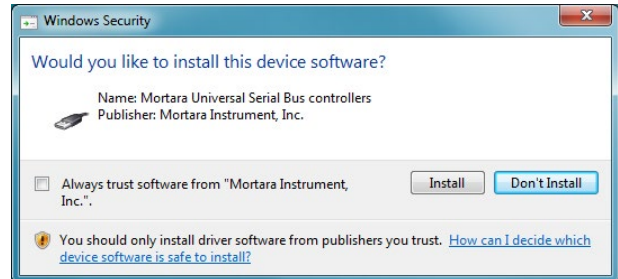 Windows Security
Would you like to install this device software?
Name: Mortara Universal Serial Bus controllers
Publisher: Mortara Instrument, Inc.
Always trust software from "Mortara Instrument,
Inc.".
Install
Don't Install
You should only install driver software from publishers you trust. How can I decide which
device software is safe to install?